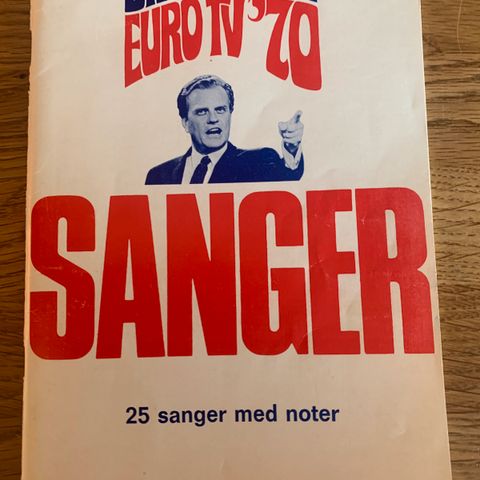 EURO TV '70
SANGER
25 sanger med noter